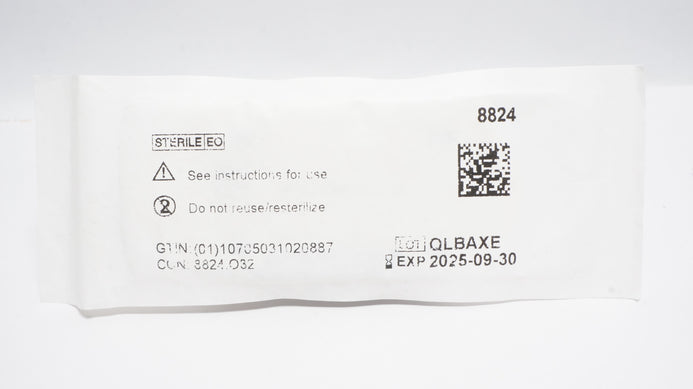 8824
STERILE EO
See instructions for use
Do not reuse/resterilize
GTIN: (01)10705031020887
CON: 8824.O32
LOT QLBAXE
EXP 2025-09-30